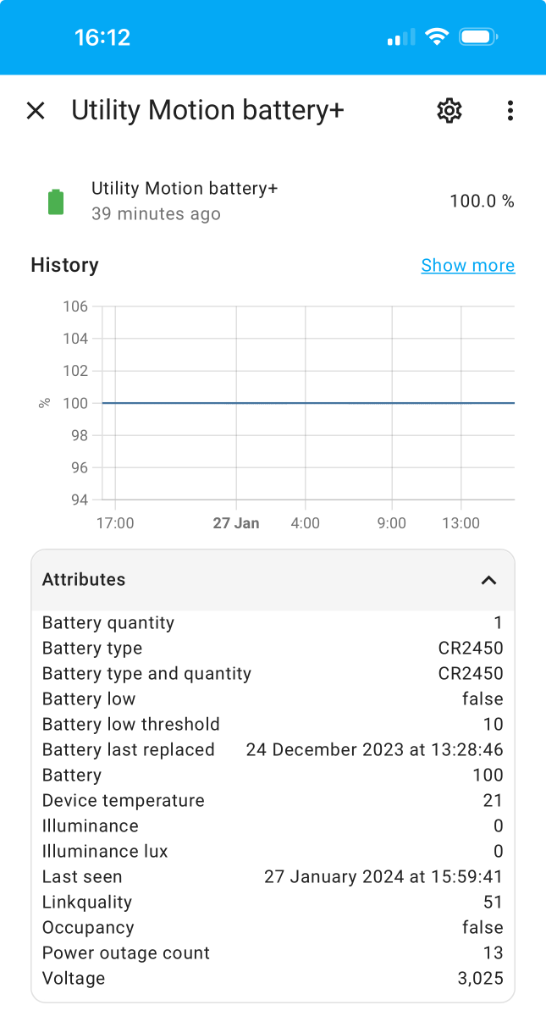 16:12
Utility Motion battery+
Utility Motion battery+
39 minutes ago
100.0 %
History
Show more
106
104
102
% 100
98
96
94
17:00 27 Jan 4:00 9:00 13:00
Attributes
Battery quantity 1
Battery type CR2450
Battery type and quantity CR2450
Battery low false
Battery low threshold 10
Battery last replaced 24 December 2023 at 13:28:46
Battery 100
Device temperature 21
Illuminance 0
Illuminance lux 0
Last seen 27 January 2024 at 15:59:41
Linkquality 51
Occupancy false
Power outage count 13
Voltage 3,025